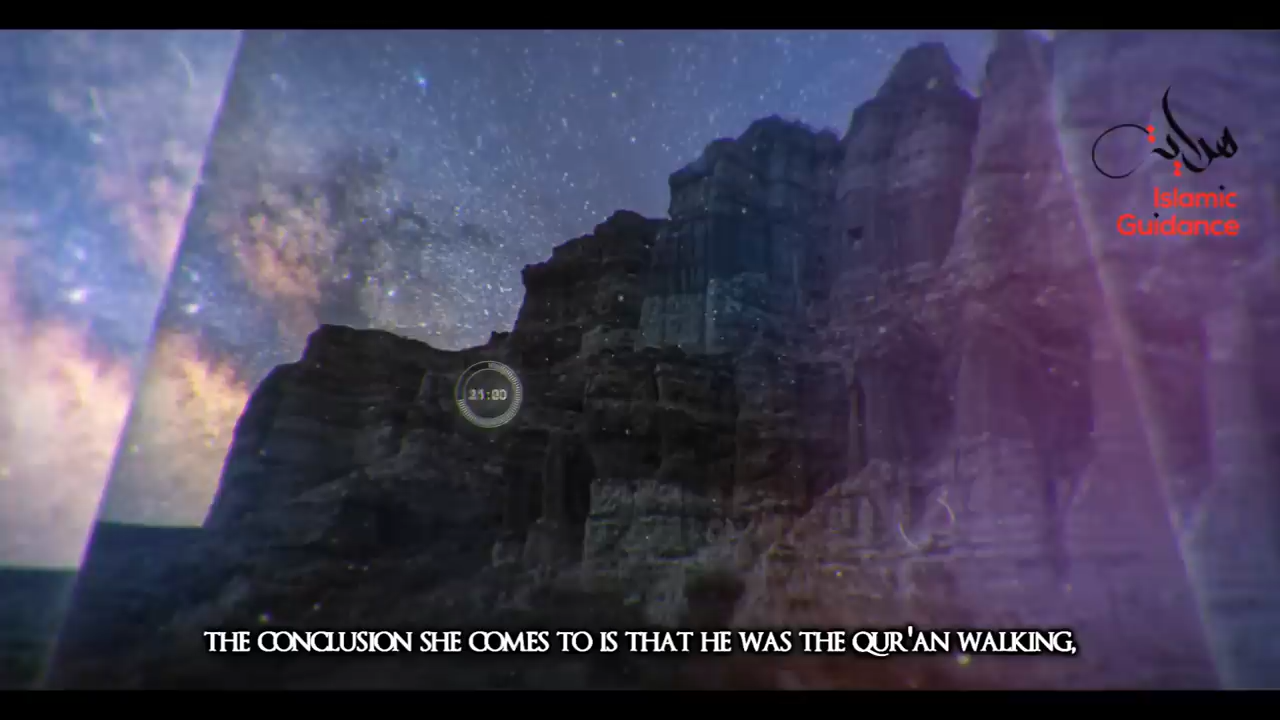 هداية
Islamic
Guidance
21:00
THE CONCLUSION SHE COMES TO IS THAT HE WAS THE QUR'AN WALKING,